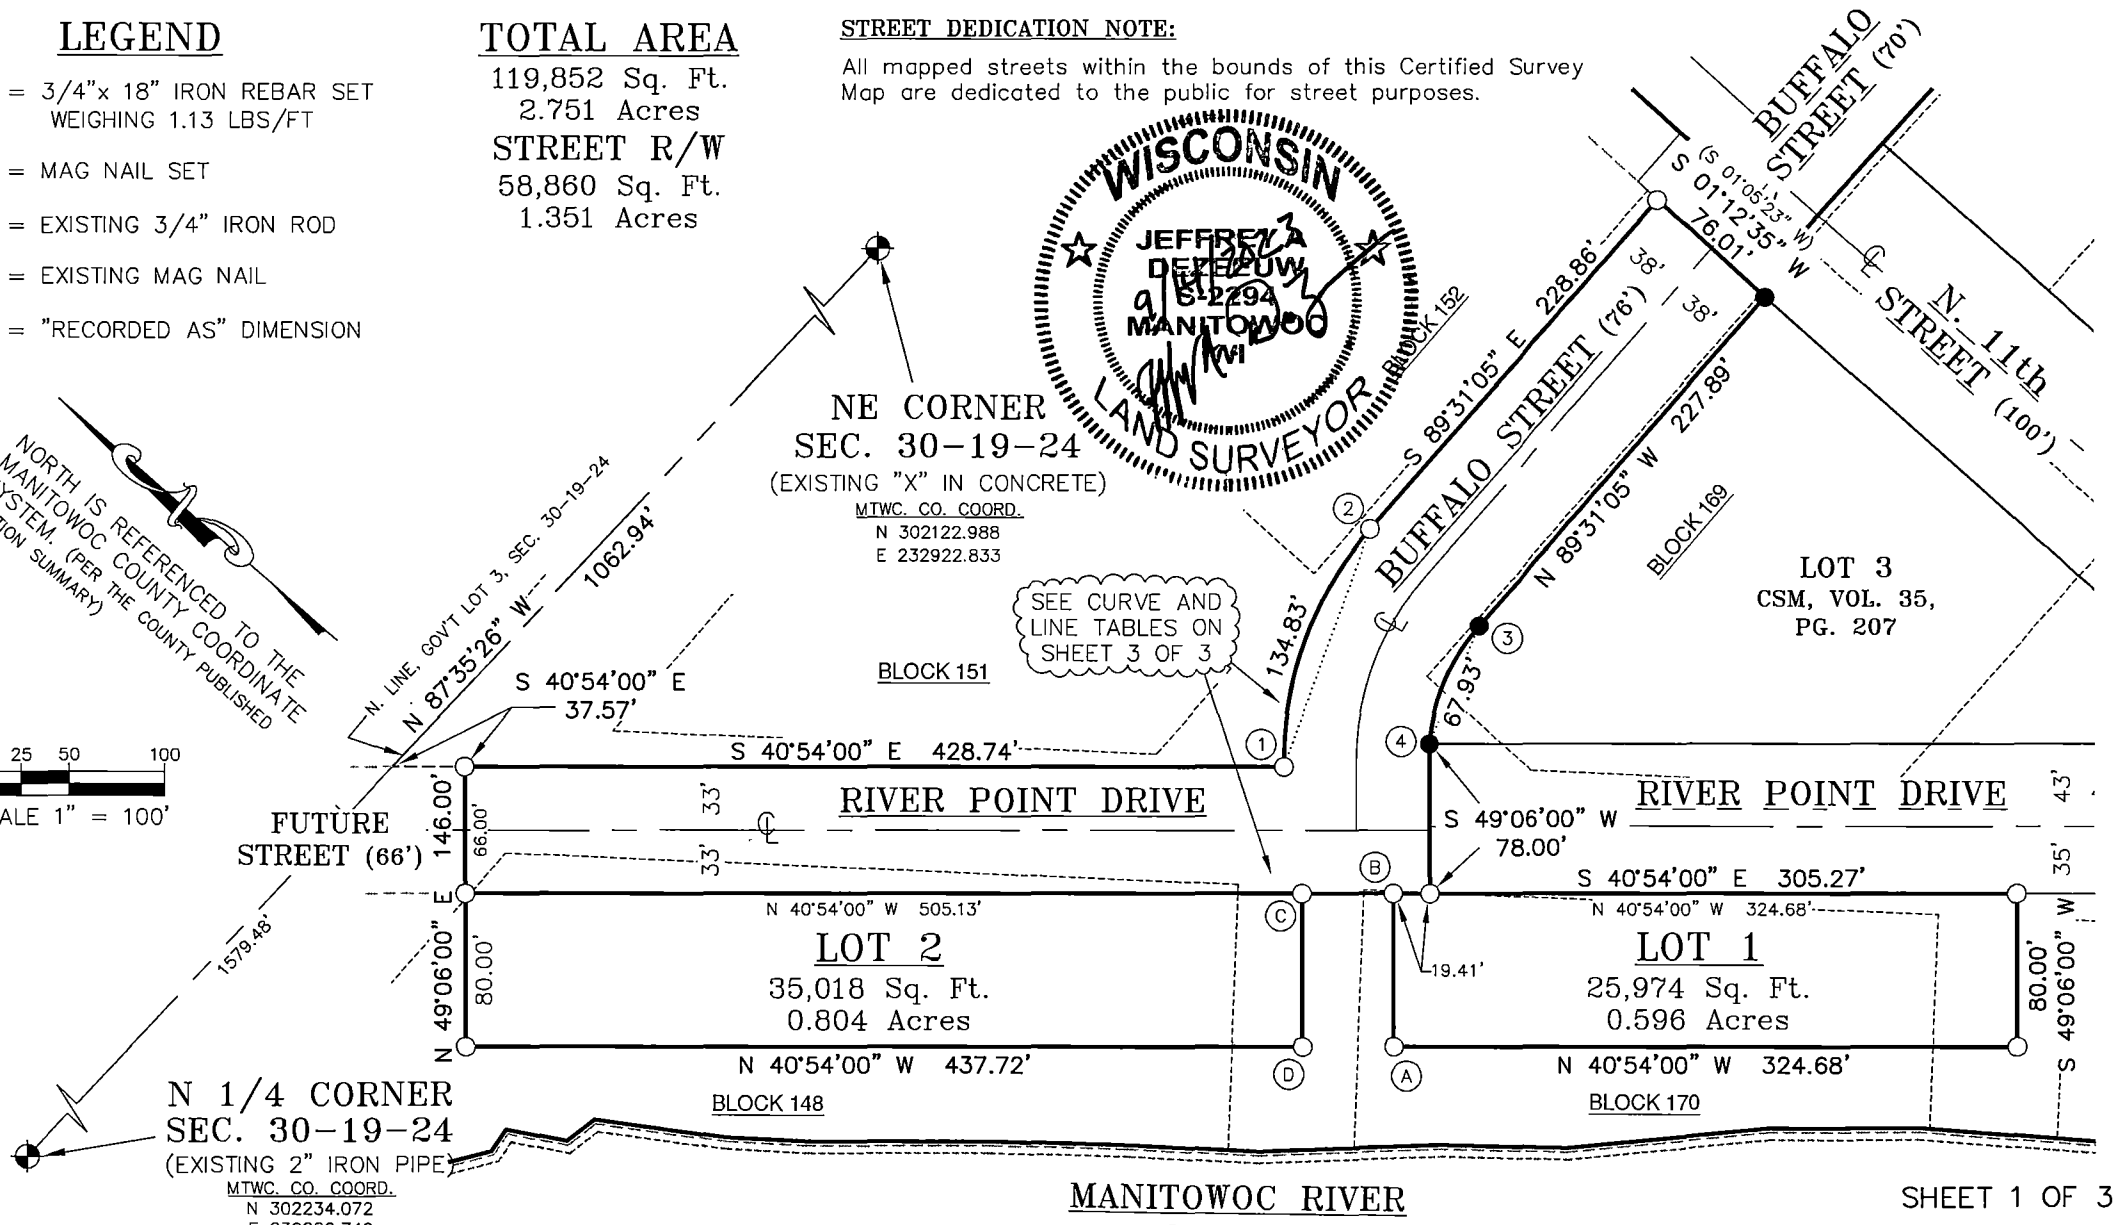 LEGEND
= 3/4"x 18" IRON REBAR SET
WEIGHING 1.13 LBS/FT
= MAG NAIL SET
= EXISTING 3/4" IRON ROD
= EXISTING MAG NAIL
= "RECORDED AS" DIMENSION
TOTAL AREA
119,852 Sq. Ft.
2.751 Acres
STREET R/W
58,860 Sq. Ft.
1.351 Acres
STREET DEDICATION NOTE:
All mapped streets within the bounds of this Certified Survey
Map are dedicated to the public for street purposes.
WISCONSIN
JEFFREY A
DEZEEUW
S-2294
MANITOWOC
WI
LAND SURVEYOR
BUFFALO
STREET (70')
(S 01°05'23" W)
S 01°12'35" W
76.01'
N. 11th
STREET (100')
NORTH IS REFERENCED TO THE
MANITOWOC COUNTY COORDINATE
SYSTEM. (PER THE COUNTY PUBLISHED
SUMMARY)
25 50 100
ALE 1" = 100'
NE CORNER
SEC. 30-19-24
(EXISTING "X" IN CONCRETE)
MTWC. CO. COORD.
N 302122.988
E 232922.833
N. LINE, GOV'T LOT 3, SEC. 30-19-24
N 87°35'26" W
1062.94'
1579.48'
S 40°54'00" E
37.57'
BLOCK 151
BLOCK 152
S 89°31'05" E 228.86'
BUFFALO STREET (76')
38'
38'
N 89°31'05" W 227.89'
BLOCK 169
LOT 3
CSM, VOL. 35,
PG. 207
SEE CURVE AND
LINE TABLES ON
SHEET 3 OF 3
134.83'
67.93'
1
2
3
4
S 40°54'00" E 428.74'
RIVER POINT DRIVE
33'
33'
RIVER POINT DRIVE
43'
35'
S 49°06'00" W
78.00'
FUTURE
STREET (66')
146.00'
66.00'
N 49°06'00" E
80.00'
B
C
S 40°54'00" E 305.27'
N 40°54'00" W 505.13'
N 40°54'00" W 324.68'
LOT 2
35,018 Sq. Ft.
0.804 Acres
19.41'
LOT 1
25,974 Sq. Ft.
0.596 Acres
80.00'
S 49°06'00" W
N 40°54'00" W 437.72'
D
A
N 40°54'00" W 324.68'
BLOCK 148
BLOCK 170
N 1/4 CORNER
SEC. 30-19-24
(EXISTING 2" IRON PIPE)
MTWC. CO. COORD.
N 302234.072
MANITOWOC RIVER
SHEET 1 OF 3